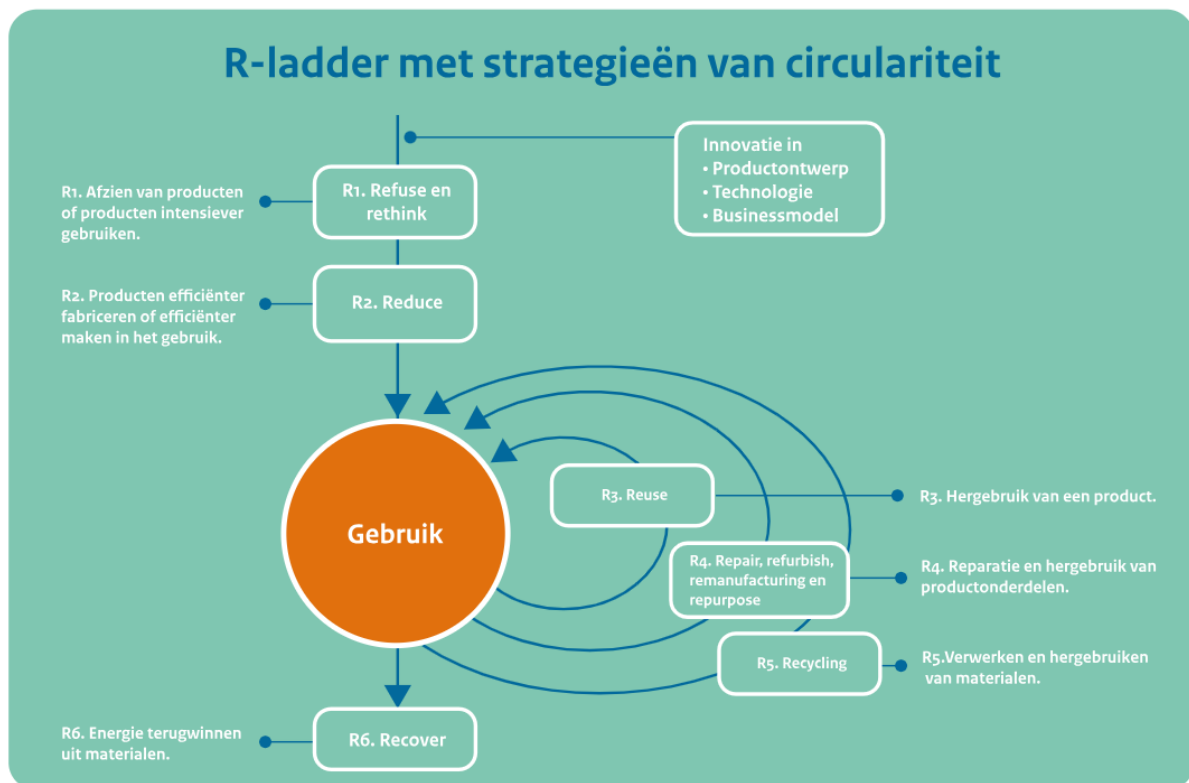 R-ladder met strategieën van circulariteit
Innovatie in
• Productontwerp
• Technologie
• Businessmodel
R1. Afzien van producten
of producten intensiever
gebruiken.
R1. Refuse en
rethink
R2. Producten efficiënter
fabriceren of efficiënter
maken in het gebruik.
R2. Reduce
Gebruik
R3. Reuse
R3. Hergebruik van een product.
R4. Repair, refurbish,
remanufacturing en
repurpose
R4. Reparatie en hergebruik van
productonderdelen.
R5. Recycling
R5.Verwerken en hergebruiken
van materialen.
R6. Energie terugwinnen
uit materialen.
R6. Recover